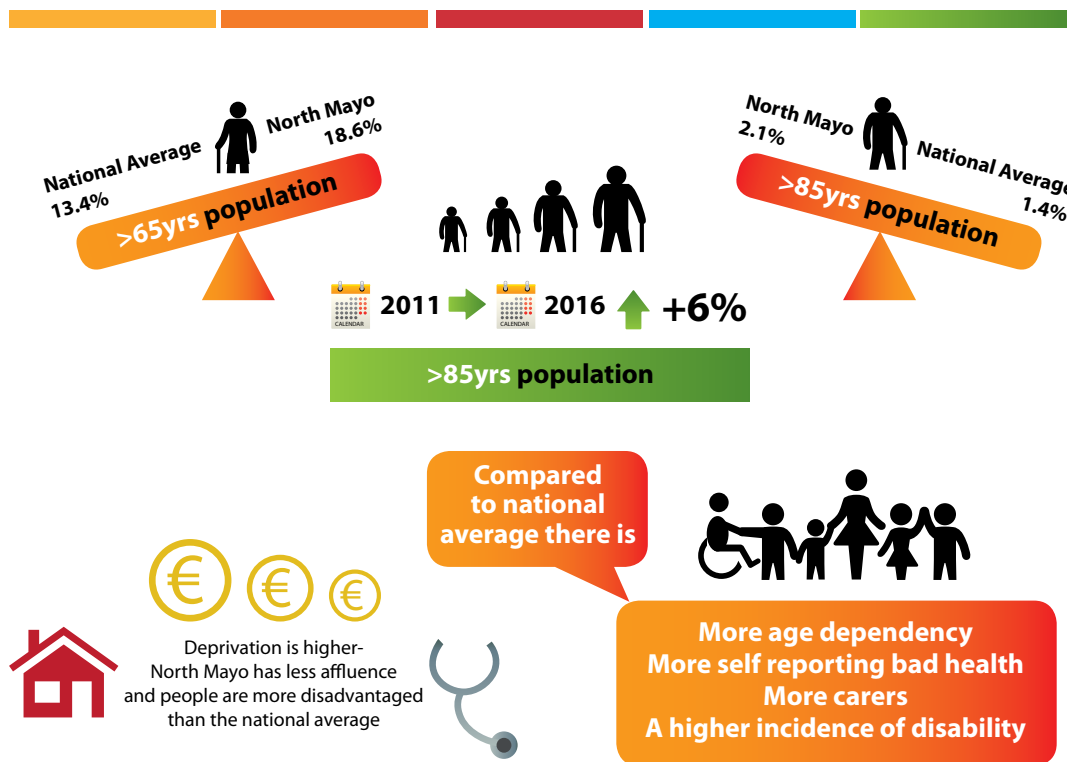 National Average
13.4%
North Mayo
18.6%
>65yrs population
North Mayo
2.1%
National Average
1.4%
>85yrs population
CALENDAR
2011
CALENDAR
2016
+6%
>85yrs population
Compared
to national
average there is
€
€
€
Deprivation is higher-
North Mayo has less affluence
and people are more disadvantaged
than the national average
More age dependency
More self reporting bad health
More carers
A higher incidence of disability